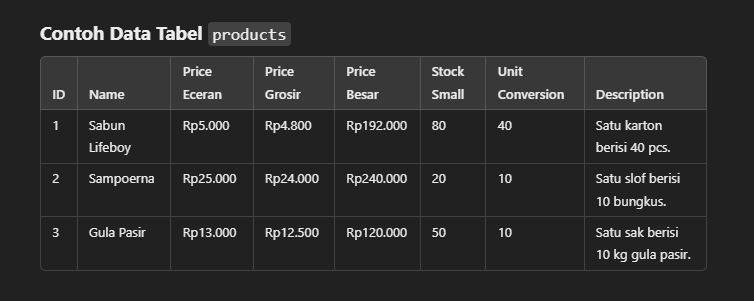 Contoh Data Tabel products
ID Name Price Eceran Price Grosir Price Besar Stock Small Unit Conversion Description
1 Sabun Lifeboy Rp5.000 Rp4.800 Rp192.000 80 40 Satu karton berisi 40 pcs.
2 Sampoerna Rp25.000 Rp24.000 Rp240.000 20 10 Satu slof berisi 10 bungkus.
3 Gula Pasir Rp13.000 Rp12.500 Rp120.000 50 10 Satu sak berisi 10 kg gula pasir.